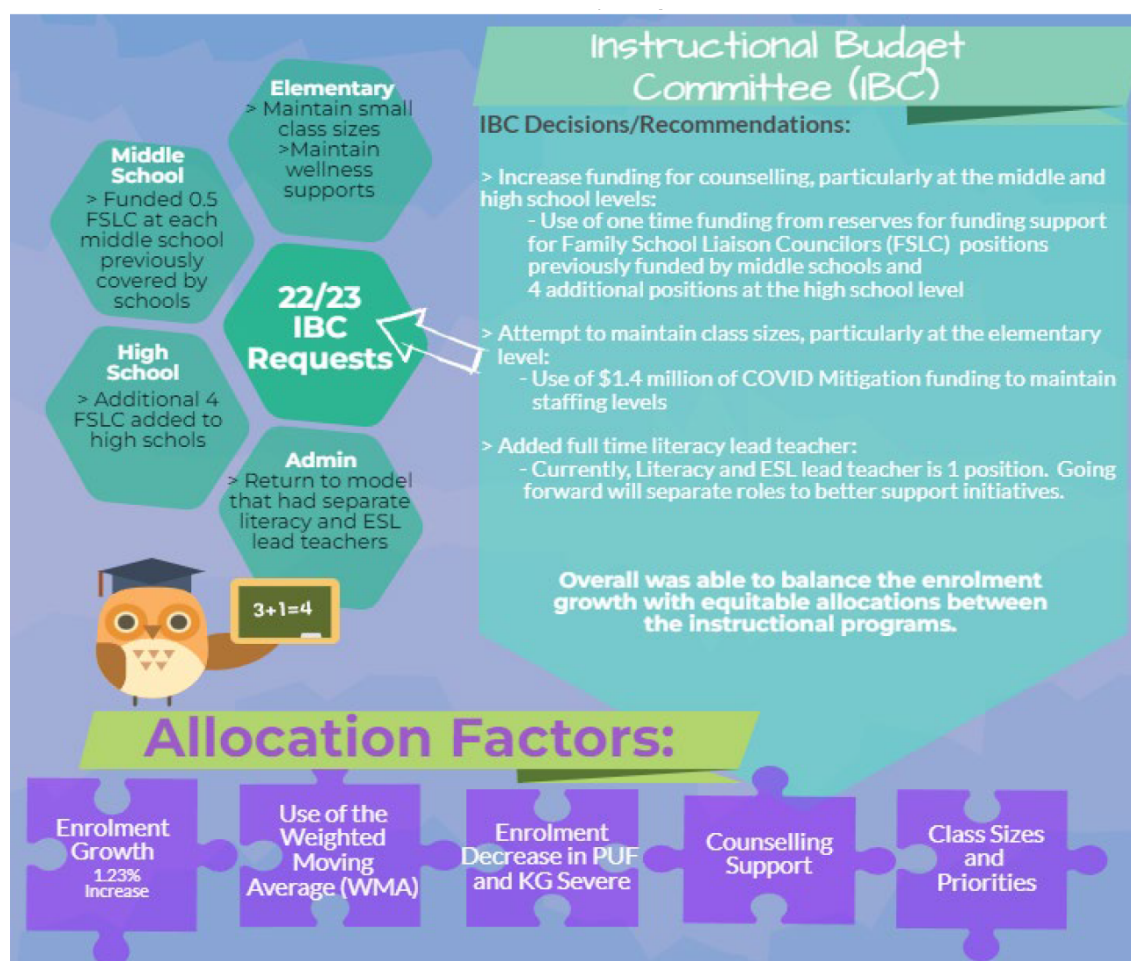 Instructional Budget
Committee (IBC)
IBC Decisions/Recommendations:
> Increase funding for counselling, particularly at the middle and
high school levels:
- Use of one time funding from reserves for funding support
for Family School Liaison Councilors (FSLC) positions
previously funded by middle schools and
4 additional positions at the high school level
> Attempt to maintain class sizes, particularly at the elementary
level:
- Use of $1.4 million of COVID Mitigation funding to maintain
staffing levels
> Added full time literacy lead teacher:
- Currently, Literacy and ESL lead teacher is 1 position. Going
forward will separate roles to better support initiatives.
Overall was able to balance the enrolment
growth with equitable allocations between
the instructional programs.
Elementary
> Maintain small
class sizes
>Maintain
wellness
supports
Middle
School
> Funded 0.5
FSLC at each
middle school
previously
covered by
schools
22/23
IBC
Requests
High
School
> Additional 4
FSLC added to
high schols
Admin
> Return to model
that had separate
literacy and ESL
lead teachers
3+1=4
Allocation Factors:
Enrolment
Growth
1.23%
Increase
Use of the
Weighted
Moving
Average (WMA)
Enrolment
Decrease in PUF
and KG Severe
Counselling
Support
Class Sizes
and
Priorities